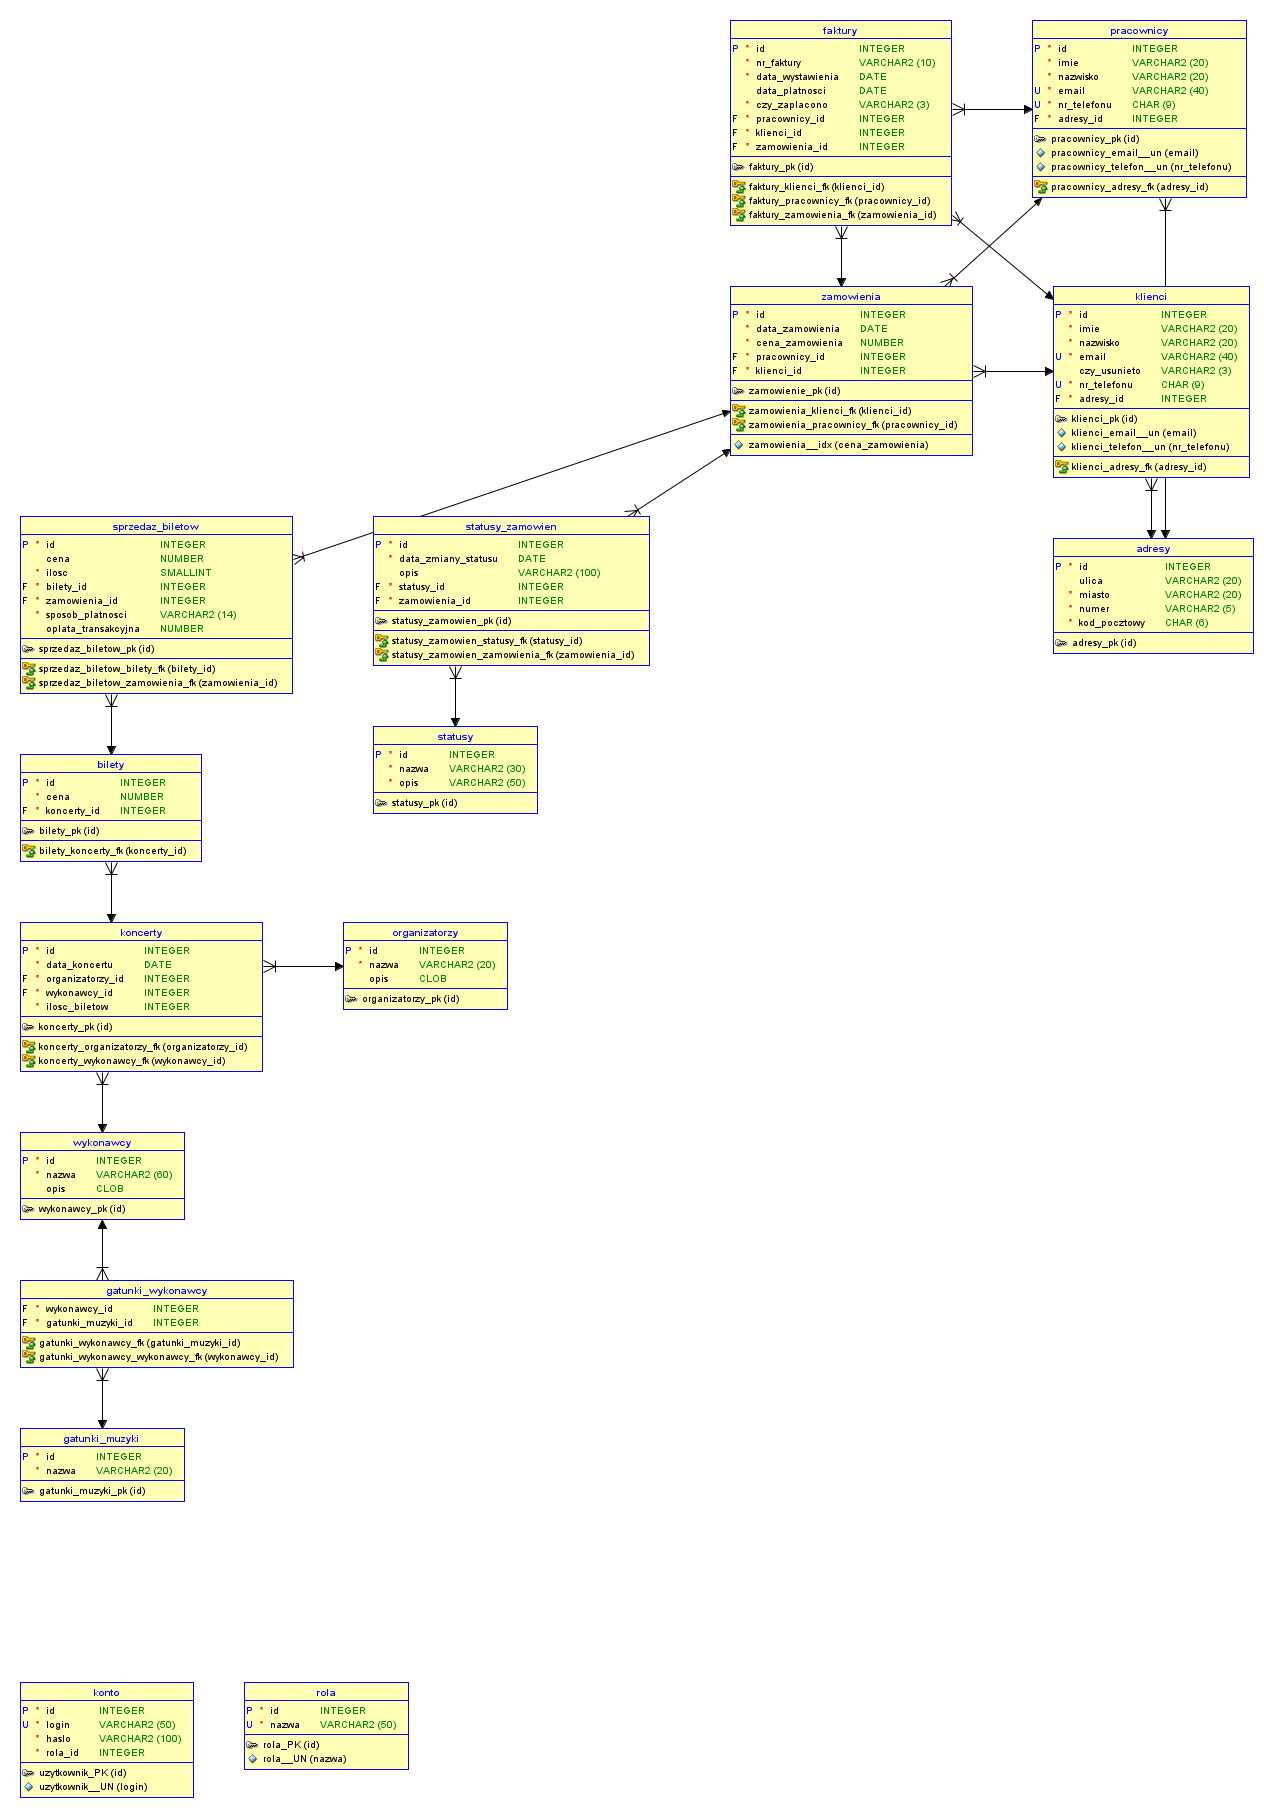 faktury
P * id INTEGER
* nr_faktury VARCHAR2 (10)
* data_wystawienia DATE
data_platnosci DATE
* czy_zaplacono VARCHAR2 (3)
F * pracownicy_id INTEGER
F * klienci_id INTEGER
F * zamowienia_id INTEGER
faktury_pk (id)
faktury_klienci_fk (klienci_id)
faktury_pracownicy_fk (pracownicy_id)
faktury_zamowienia_fk (zamowienia_id)
pracownicy
P * id INTEGER
* imie VARCHAR2 (20)
* nazwisko VARCHAR2 (20)
U * email VARCHAR2 (40)
U * nr_telefonu CHAR (9)
F * adresy_id INTEGER
pracownicy_pk (id)
pracownicy_email__un (email)
pracownicy_telefon__un (nr_telefonu)
pracownicy_adresy_fk (adresy_id)
zamowienia
P * id INTEGER
* data_zamowienia DATE
* cena_zamowienia NUMBER
F * pracownicy_id INTEGER
F * klienci_id INTEGER
zamowienie_pk (id)
zamowienia_klienci_fk (klienci_id)
zamowienia_pracownicy_fk (pracownicy_id)
zamowienia__idx (cena_zamowienia)
klienci
P * id INTEGER
* imie VARCHAR2 (20)
* nazwisko VARCHAR2 (20)
U * email VARCHAR2 (40)
czy_usunieto VARCHAR2 (3)
U * nr_telefonu CHAR (9)
F * adresy_id INTEGER
klienci_pk (id)
klienci_email__un (email)
klienci_telefon__un (nr_telefonu)
klienci_adresy_fk (adresy_id)
sprzedaz_biletow
P * id INTEGER
cena NUMBER
* ilosc SMALLINT
F * bilety_id INTEGER
F * zamowienia_id INTEGER
* sposob_platnosci VARCHAR2 (14)
oplata_transakcyjna NUMBER
sprzedaz_biletow_pk (id)
sprzedaz_biletow_bilety_fk (bilety_id)
sprzedaz_biletow_zamowienia_fk (zamowienia_id)
statusy_zamowien
P * id INTEGER
* data_zmiany_statusu DATE
opis VARCHAR2 (100)
F * statusy_id INTEGER
F * zamowienia_id INTEGER
statusy_zamowien_pk (id)
statusy_zamowien_statusy_fk (statusy_id)
statusy_zamowien_zamowienia_fk (zamowienia_id)
adresy
P * id INTEGER
ulica VARCHAR2 (20)
* miasto VARCHAR2 (20)
* numer VARCHAR2 (5)
* kod_pocztowy CHAR (6)
adresy_pk (id)
statusy
P * id INTEGER
* nazwa VARCHAR2 (30)
* opis VARCHAR2 (50)
statusy_pk (id)
bilety
P * id INTEGER
* cena NUMBER
F * koncerty_id INTEGER
bilety_pk (id)
bilety_koncerty_fk (koncerty_id)
koncerty
P * id INTEGER
* data_koncertu DATE
F * organizatorzy_id INTEGER
F * wykonawcy_id INTEGER
* ilosc_biletow INTEGER
koncerty_pk (id)
koncerty_organizatorzy_fk (organizatorzy_id)
koncerty_wykonawcy_fk (wykonawcy_id)
organizatorzy
P * id INTEGER
* nazwa VARCHAR2 (20)
opis CLOB
organizatorzy_pk (id)
wykonawcy
P * id INTEGER
* nazwa VARCHAR2 (60)
opis CLOB
wykonawcy_pk (id)
gatunki_wykonawcy
F * wykonawcy_id INTEGER
F * gatunki_muzyki_id INTEGER
gatunki_wykonawcy_fk (gatunki_muzyki_id)
gatunki_wykonawcy_wykonawcy_fk (wykonawcy_id)
gatunki_muzyki
P * id INTEGER
* nazwa VARCHAR2 (20)
gatunki_muzyki_pk (id)
konto
P * id INTEGER
U * login VARCHAR2 (50)
* haslo VARCHAR2 (100)
* rola_id INTEGER
uzytkownik_PK (id)
uzytkownik__UN (login)
rola
P * id INTEGER
U * nazwa VARCHAR2 (50)
rola_PK (id)
rola__UN (nazwa)